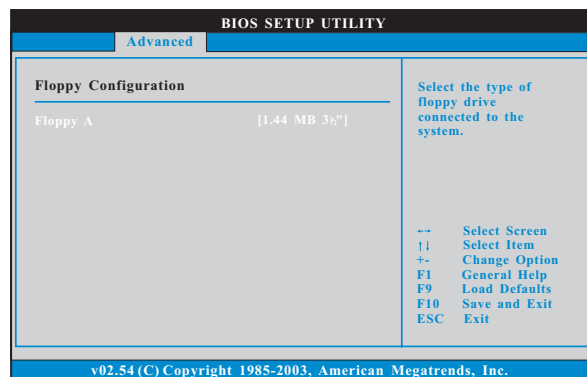 BIOS SETUP UTILITY
Advanced
Floppy Configuration
Floppy A [1.44 MB 3½"]
Select the type of
floppy drive
connected to the
system.
←→ Select Screen
↑↓ Select Item
+- Change Option
F1 General Help
F9 Load Defaults
F10 Save and Exit
ESC Exit
v02.54 (C) Copyright 1985-2003, American Megatrends, Inc.